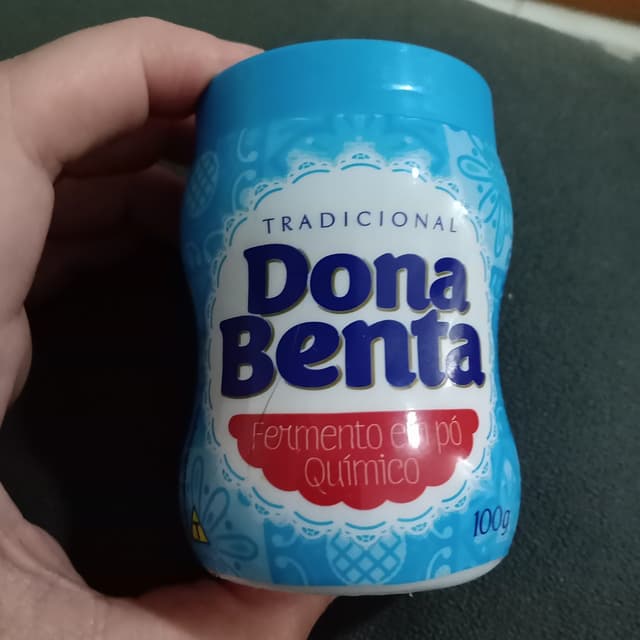 TRADICIONAL
Dona
Benta
Fermento em pó
Químico
100g